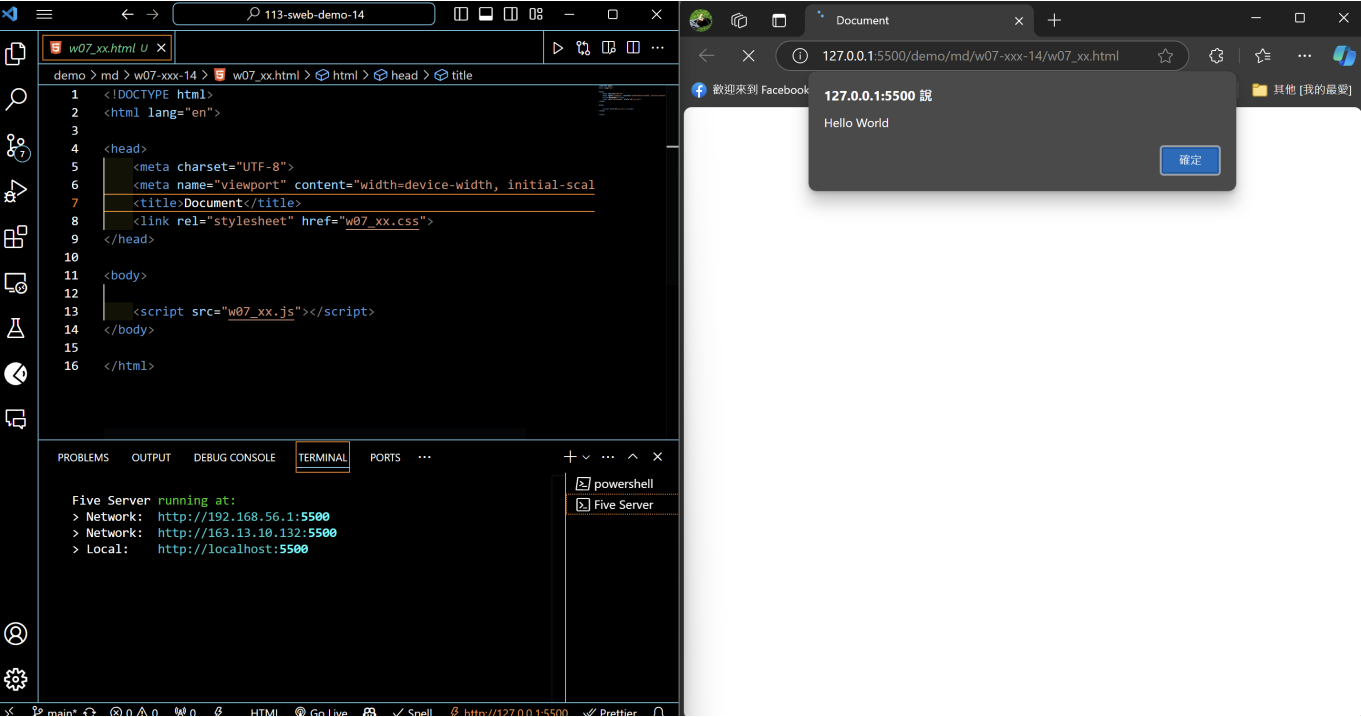 113-sweb-demo-14
w07_xx.html U
demo > md > w07-xxx-14 > w07_xx.html > html > head > title
1 <!DOCTYPE html>
2 <html lang="en">
3
4 <head>
5 <meta charset="UTF-8">
6 <meta name="viewport" content="width=device-width, initial-scal
7 <title>Document</title>
8 <link rel="stylesheet" href="w07_xx.css">
9 </head>
10
11 <body>
12
13 <script src="w07_xx.js"></script>
14 </body>
15
16 </html>
7
PROBLEMS OUTPUT DEBUG CONSOLE TERMINAL PORTS
Five Server running at:
> Network: http://192.168.56.1:5500
> Network: http://163.13.10.132:5500
> Local: http://localhost:5500
powershell
Five Server
main* 0 0 0 HTML Go Live Spell http://127.0.0.1:5500 Prettier
Document
127.0.0.1:5500/demo/md/w07-xxx-14/w07_xx.html
歡迎來到 Facebook
其他 [我的最愛]
127.0.0.1:5500 說
Hello World
確定